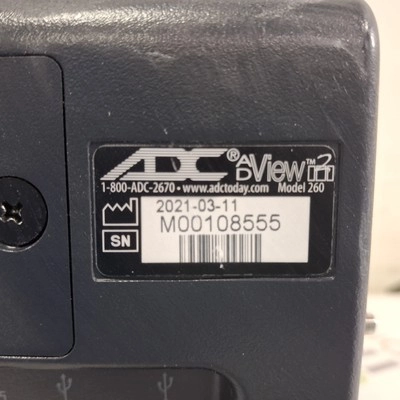 ADC® ADView™ 2
1-800-ADC-2670 • www.adctoday.com Model 260
2021-03-11
SN M00108555